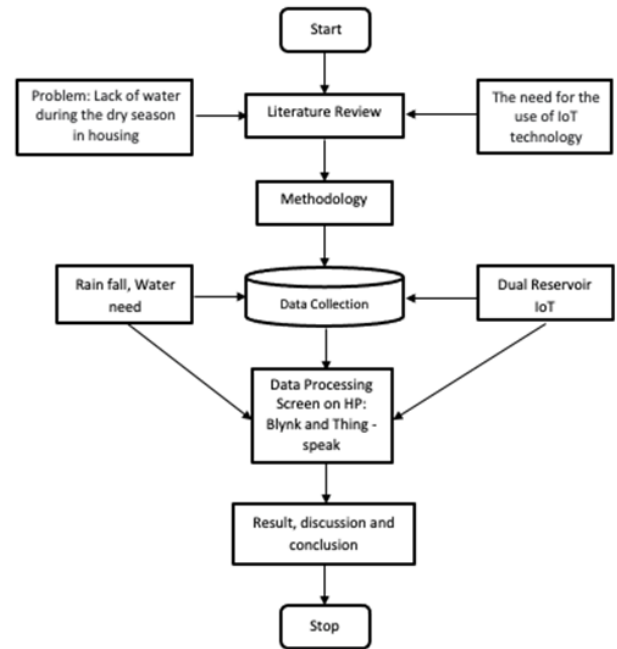 Start
Problem: Lack of water
during the dry season
in housing
Literature Review
The need for the
use of IoT
technology
Methodology
Rain fall, Water
need
Data Collection
Dual Reservoir
IoT
Data Processing
Screen on HP:
Blynk and Thing -
speak
Result, discussion and
conclusion
Stop